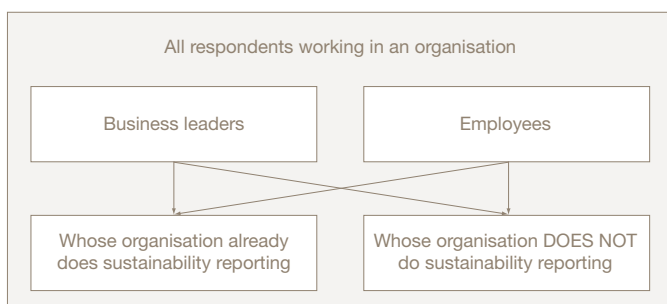 All respondents working in an organisation
Business leaders
Employees
Whose organisation already
does sustainability reporting
Whose organisation DOES NOT
do sustainability reporting